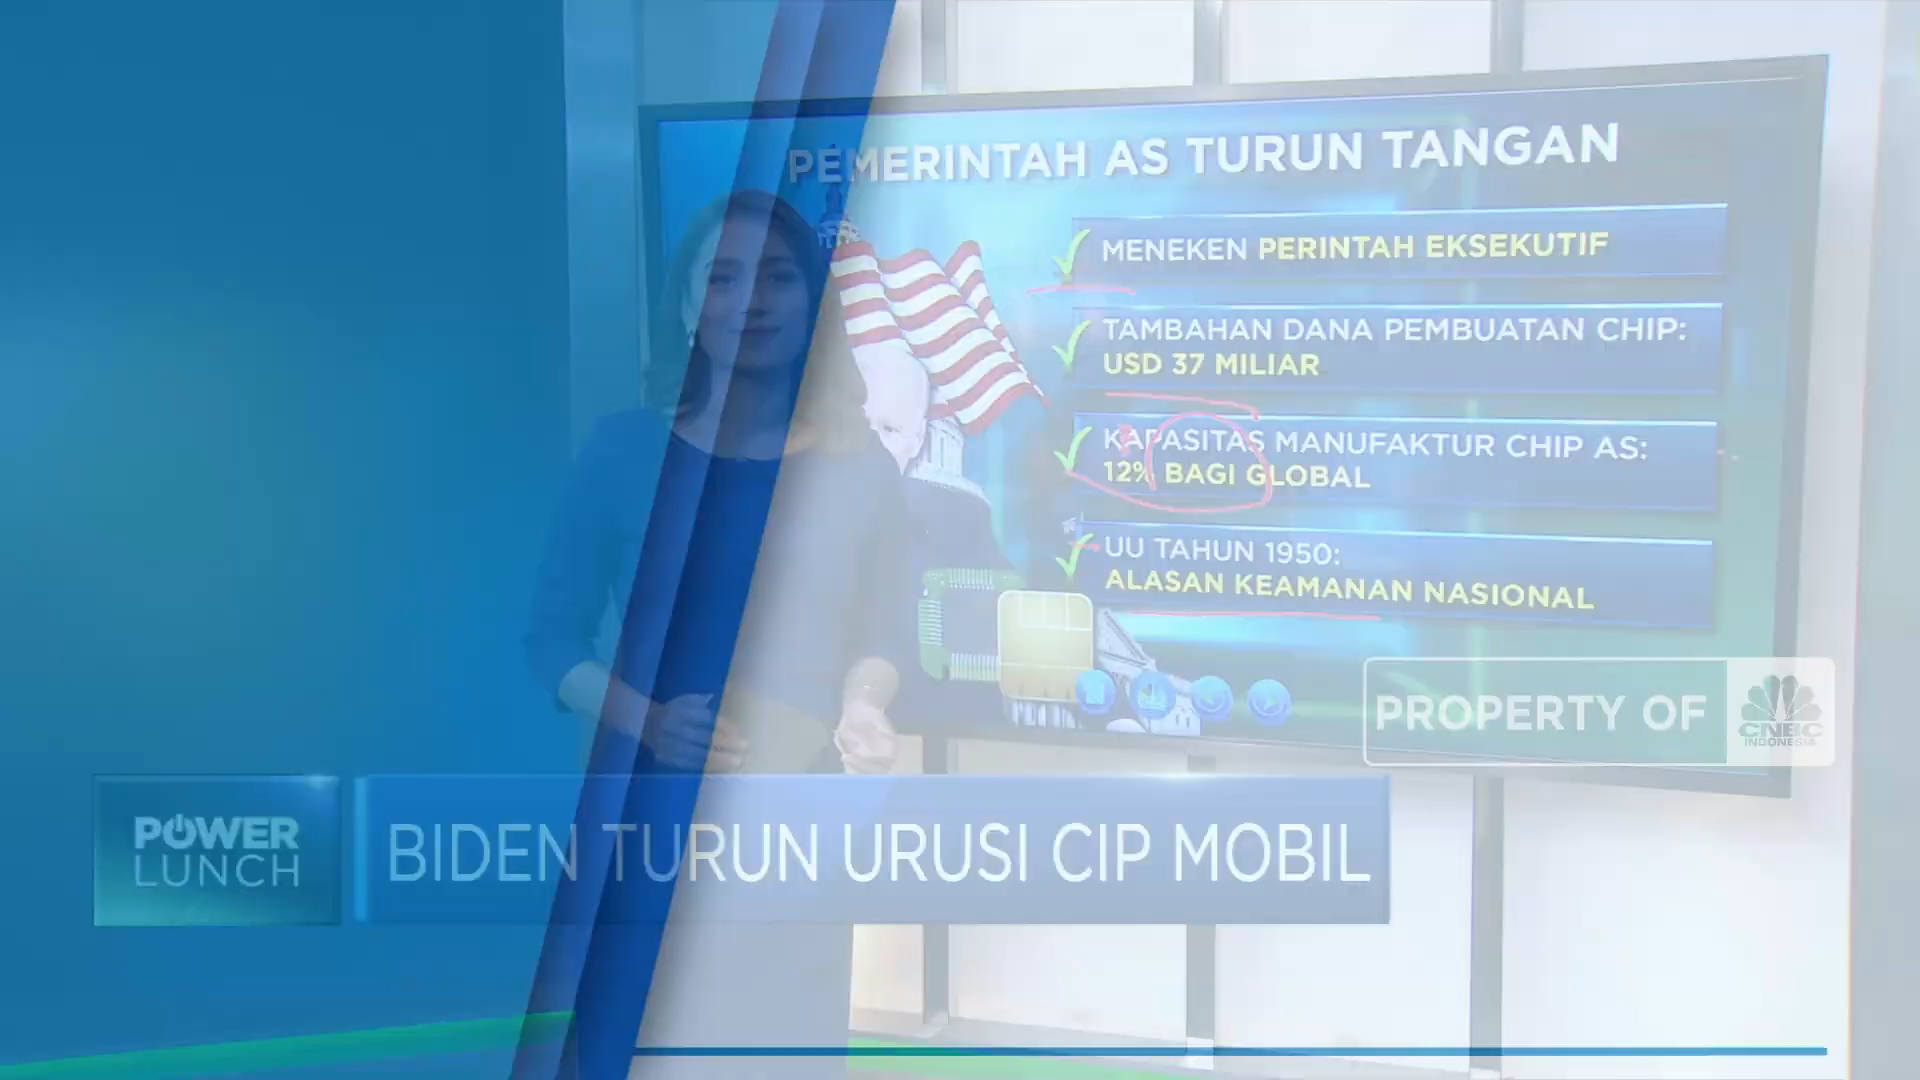 PEMERINTAH AS TURUN TANGAN
MENEKEN PERINTAH EKSEKUTIF
TAMBAHAN DANA PEMBUATAN CHIP:
USD 37 MILIAR
KAPASITAS MANUFAKTUR CHIP AS:
12% BAGI GLOBAL
UU TAHUN 1950:
ALASAN KEAMANAN NASIONAL
PROPERTY OF
CNBC
INDONESIA
POWER
LUNCH
BIDEN TURUN URUSI CIP MOBIL